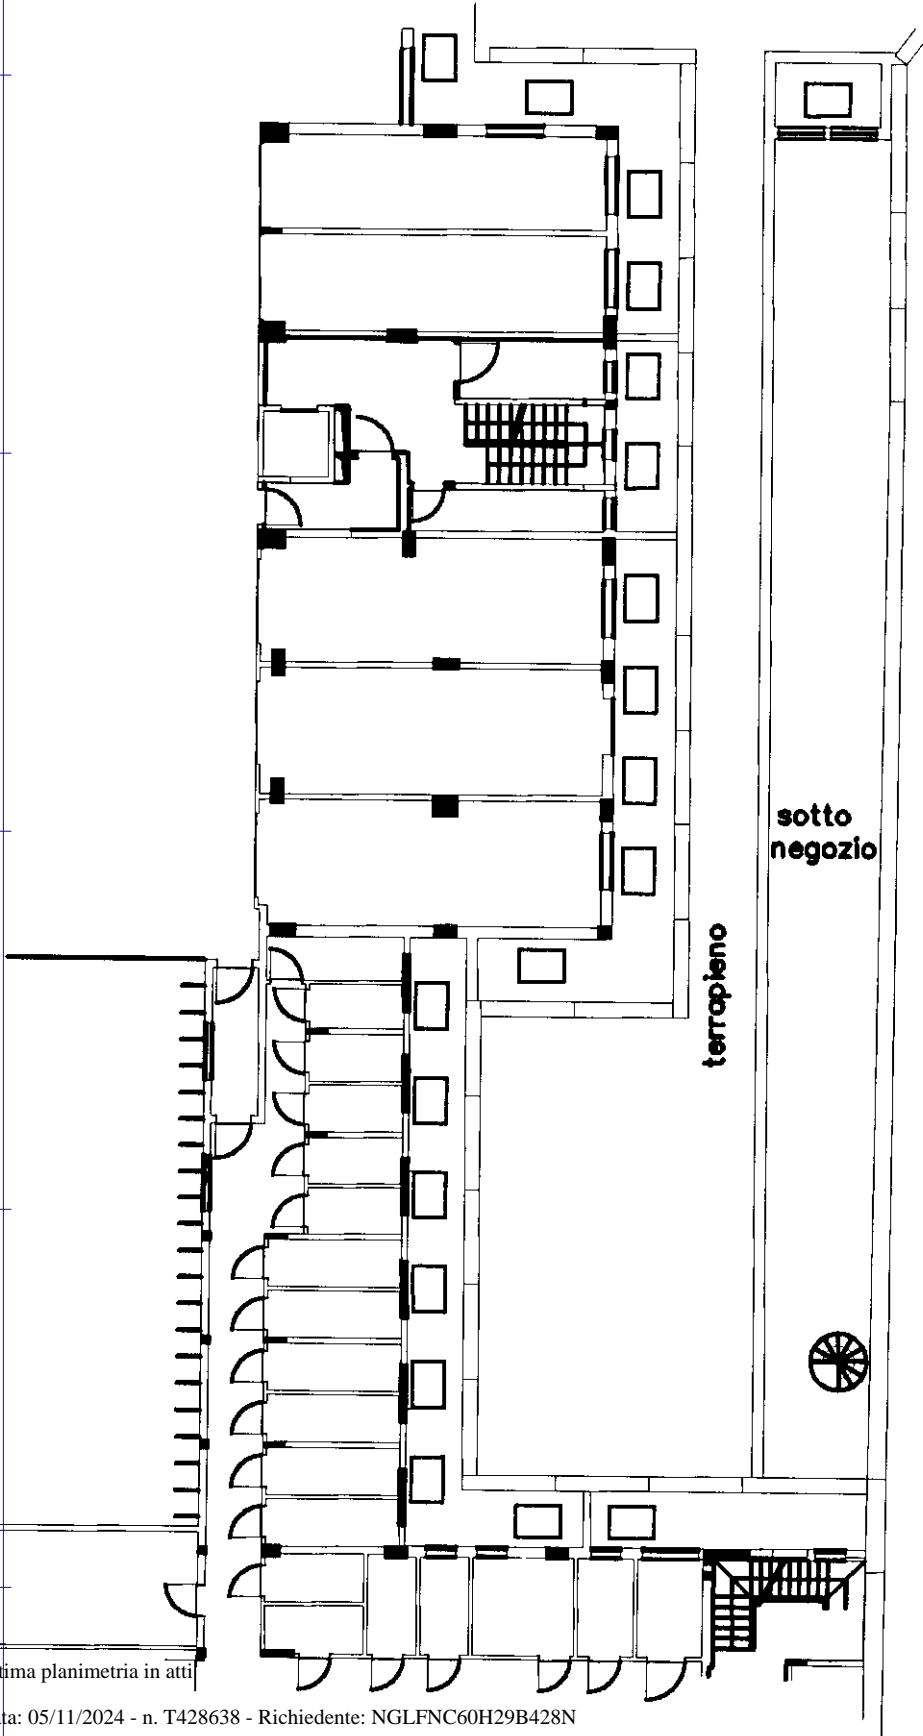 sotto
negozio
terrapieno
tima planimetria in atti
ta: 05/11/2024 - n. T428638 - Richiedente: NGLFNC60H29B428N